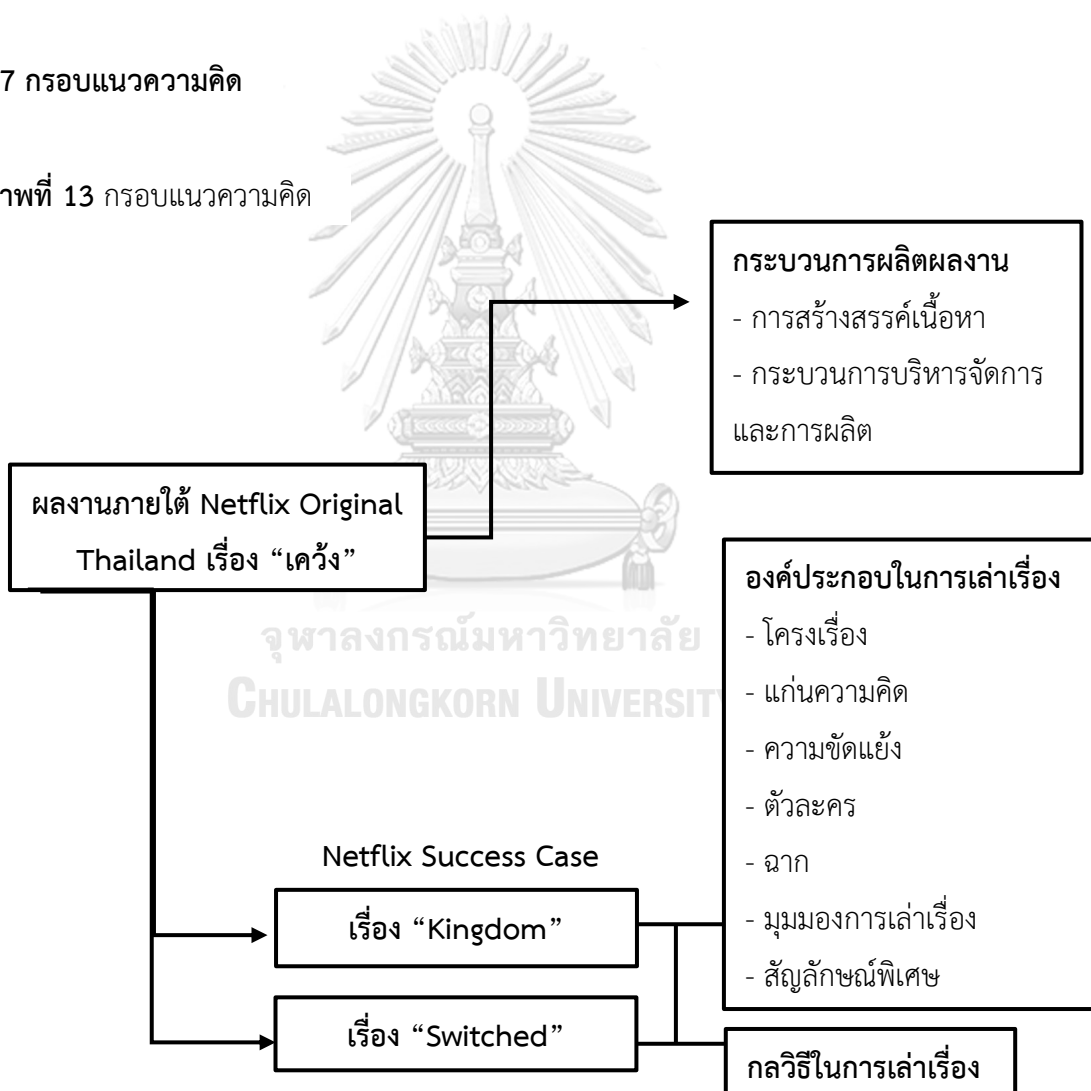 7 กรอบแนวความคิด
าพที่ 13 กรอบแนวความคิด
กระบวนการผลิตผลงาน
- การสร้างสรรค์เนื้อหา
- กระบวนการบริหารจัดการ
และการผลิต
ผลงานภายใต้ Netflix Original
Thailand เรื่อง “เคว้ง”
องค์ประกอบในการเล่าเรื่อง
- โครงเรื่อง
- แก่นความคิด
- ความขัดแย้ง
- ตัวละคร
- ฉาก
- มุมมองการเล่าเรื่อง
- สัญลักษณ์พิเศษ
จุฬาลงกรณ์มหาวิทยาลัย
CHULALONGKORN UNIVERSIT
Netflix Success Case
เรื่อง “Kingdom”
เรื่อง “Switched”
กลวิธีในการเล่าเรื่อง